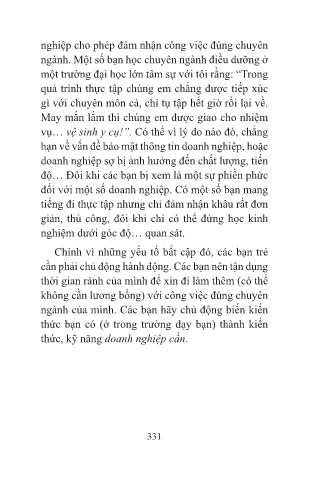 nghiệp cho phép đảm nhận công việc đúng chuyên
ngành. Một số bạn học chuyên ngành điều dưỡng ở
một trường đại học lớn tâm sự với tôi rằng: “Trong
quá trình thực tập chúng em chẳng được tiếp xúc
gì với chuyên môn cả, chỉ tụ tập hết giờ rồi lại về.
May mắn lắm thì chúng em được giao cho nhiệm
vụ… vệ sinh y cụ!”. Có thể vì lý do nào đó, chẳng
hạn về vấn đề bảo mật thông tin doanh nghiệp, hoặc
doanh nghiệp sợ bị ảnh hưởng đến chất lượng, tiến
độ… Đôi khi các bạn bị xem là một sự phiền phức
đối với một số doanh nghiệp. Có một số bạn mang
tiếng đi thực tập nhưng chỉ đảm nhận khâu rất đơn
giản, thủ công, đôi khi chỉ có thể đứng học kinh
nghiệm dưới góc độ… quan sát.
Chính vì những yếu tố bất cập đó, các bạn trẻ
cần phải chủ động hành động. Các bạn nên tận dụng
thời gian rảnh của mình để xin đi làm thêm (có thể
không cần lương bổng) với công việc đúng chuyên
ngành của mình. Các bạn hãy chủ động biến kiến
thức bạn có (ở trong trường dạy bạn) thành kiến
thức, kỹ năng doanh nghiệp cần.
331